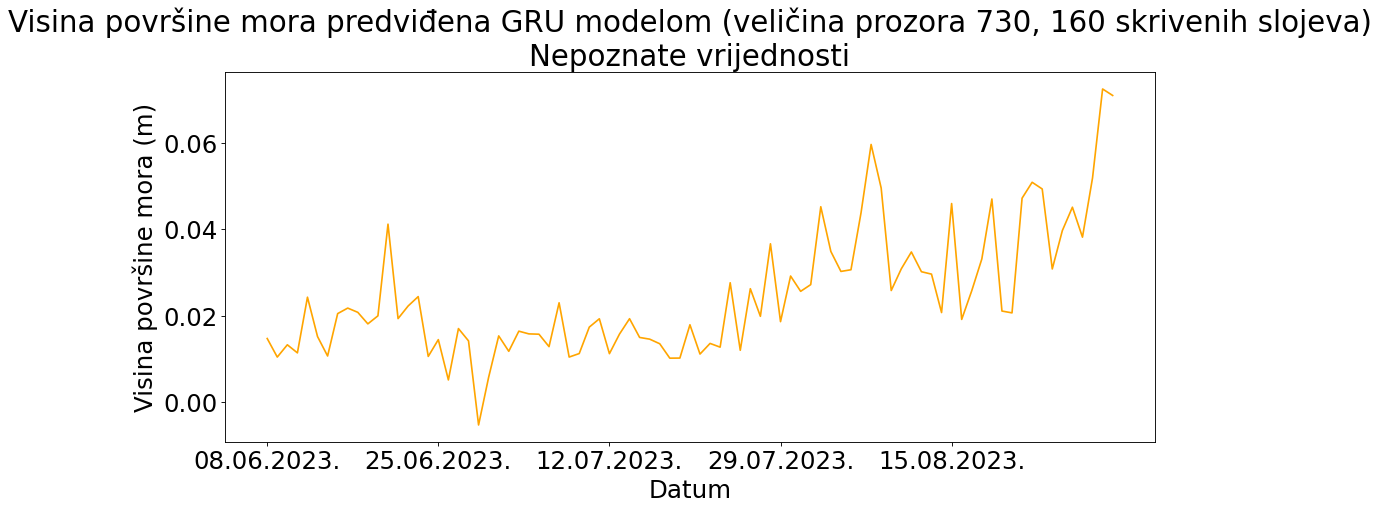 Visina površine mora predviđena GRU modelom (veličina prozora 730, 160 skrivenih slojeva)
Nepoznate vrijednosti
Visina površine mora (m)
0.06
0.04
0.02
0.00
08.06.2023. 25.06.2023. 12.07.2023. 29.07.2023. 15.08.2023.
Datum